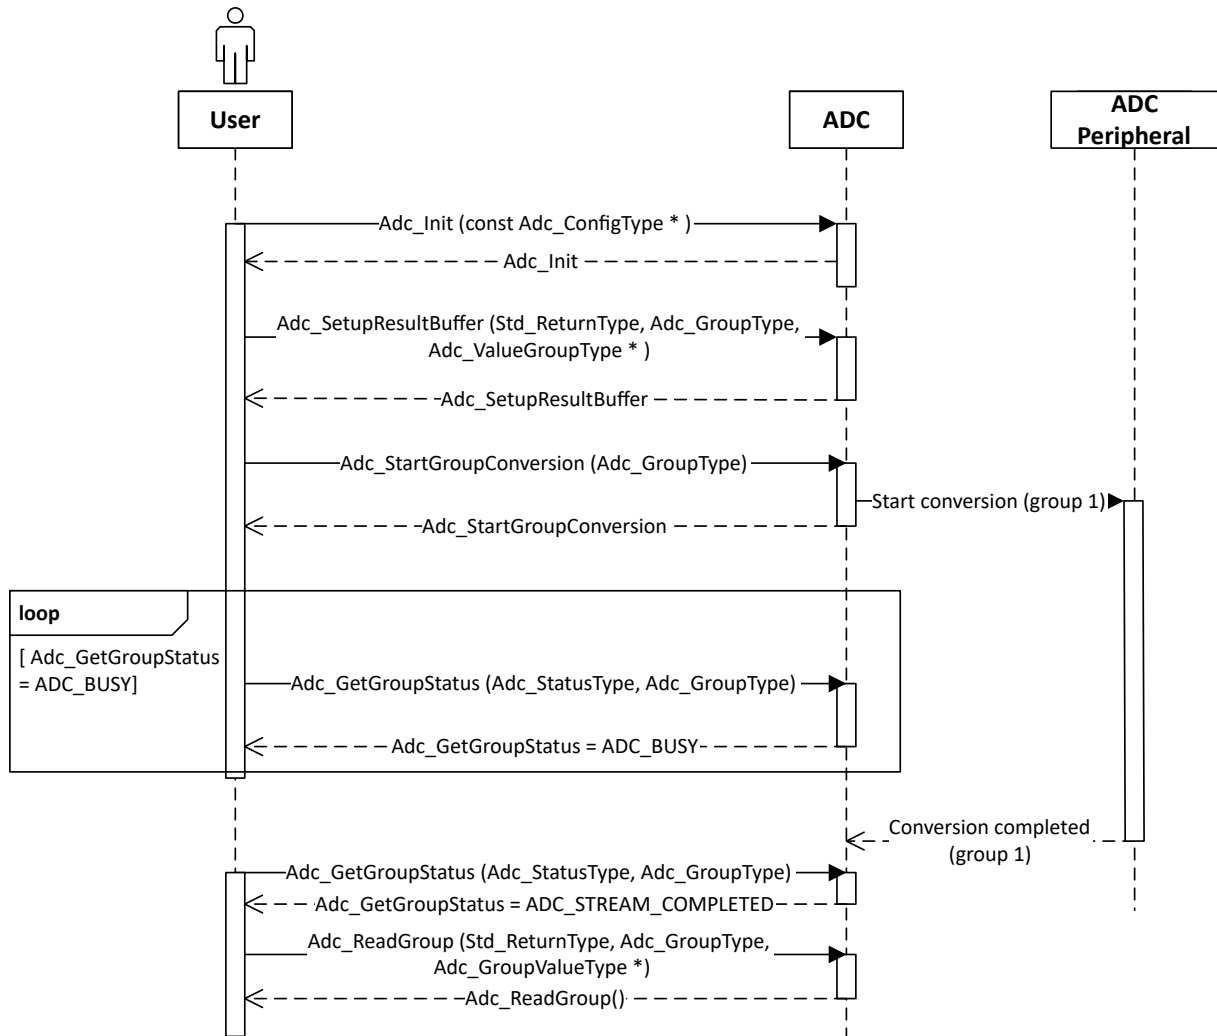 User
ADC
ADC
Peripheral
Adc_Init (const Adc_ConfigType * )
Adc_Init
Adc_SetupResultBuffer (Std_ReturnType, Adc_GroupType,
Adc_ValueGroupType * )
Adc_SetupResultBuffer
Adc_StartGroupConversion (Adc_GroupType)
Start conversion (group 1)
Adc_StartGroupConversion
loop
[ Adc_GetGroupStatus
= ADC_BUSY]
Adc_GetGroupStatus (Adc_StatusType, Adc_GroupType)
Adc_GetGroupStatus = ADC_BUSY
Conversion completed
(group 1)
Adc_GetGroupStatus (Adc_StatusType, Adc_GroupType)
Adc_GetGroupStatus = ADC_STREAM_COMPLETED
Adc_ReadGroup (Std_ReturnType, Adc_GroupType,
Adc_GroupValueType *)
Adc_ReadGroup()